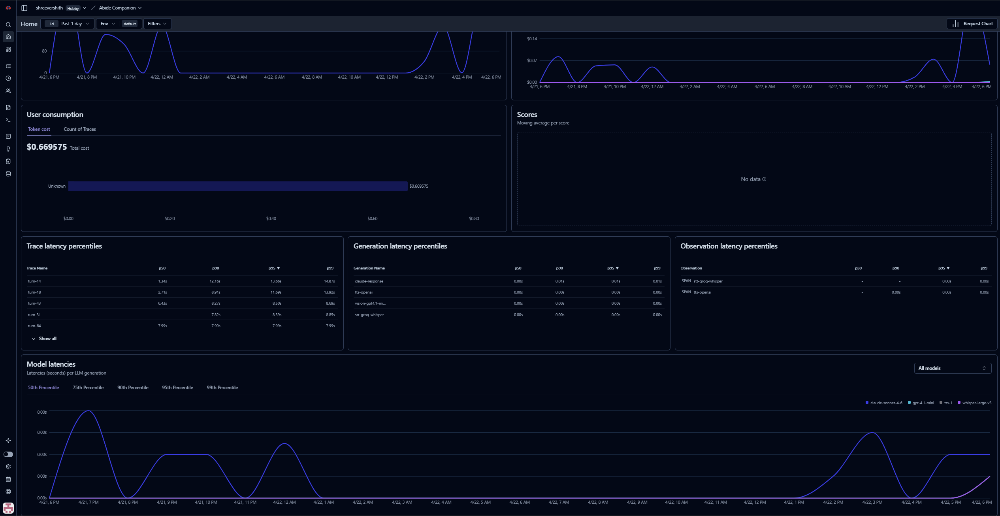 shreevershith Hobby / Abide Companion
Home 1d Past 1 day Env default Filters Request Chart
80
0
4/21, 6 PM 4/21, 8 PM 4/21, 10 PM 4/22, 12 AM 4/22, 2 AM 4/22, 4 AM 4/22, 6 AM 4/22, 8 AM 4/22, 10 AM 4/22, 12 PM 4/22, 2 PM 4/22, 4 PM 4/22, 6 PM
$0.14
$0.07
$0.00
4/21, 6 PM 4/21, 8 PM 4/21, 10 PM 4/22, 12 AM 4/22, 2 AM 4/22, 4 AM 4/22, 6 AM 4/22, 8 AM 4/22, 10 AM 4/22, 12 PM 4/22, 2 PM 4/22, 4 PM 4/22, 6 PM
User consumption
Token cost Count of Traces
$0.669575 Total cost
Unknown $0.669575
$0.00 $0.20 $0.40 $0.60 $0.80
Scores
Moving average per score
No data
Trace latency percentiles
Trace Name p50 p90 p95 ▼ p99
turn-14 1.34s 12.16s 13.66s 14.87s
turn-18 2.71s 8.91s 11.69s 13.92s
turn-43 6.43s 8.27s 8.50s 8.69s
turn-31 - 7.82s 8.39s 8.85s
turn-64 7.99s 7.99s 7.99s 7.99s
Show all
Generation latency percentiles
Generation Name p50 p90 p95 ▼ p99
claude-response 0.00s 0.01s 0.01s 0.01s
tts-openai 0.00s 0.00s 0.00s 0.00s
vision-gpt4.1-mi... 0.00s 0.00s 0.00s 0.00s
stt-groq-whisper 0.00s 0.00s 0.00s 0.00s
Observation latency percentiles
Observation p50 p90 p95 ▼ p99
SPAN stt-groq-whisper - - 0.00s 0.00s
SPAN tts-openai - 0.00s 0.00s 0.00s
Model latencies
Latencies (seconds) per LLM generation
All models
50th Percentile 75th Percentile 90th Percentile 95th Percentile 99th Percentile
claude-sonnet-4-6 gpt-4.1-mini tts-1 whisper-large-v3
0.00s
0.00s
0.00s
0.00s
0.00s
4/21, 6 PM 4/21, 7 PM 4/21, 8 PM 4/21, 9 PM 4/21, 10 PM 4/21, 11 PM 4/22, 12 AM 4/22, 1 AM 4/22, 2 AM 4/22, 3 AM 4/22, 4 AM 4/22, 5 AM 4/22, 6 AM 4/22, 7 AM 4/22, 8 AM 4/22, 9 AM 4/22, 10 AM 4/22, 11 AM 4/22, 12 PM 4/22, 1 PM 4/22, 2 PM 4/22, 3 PM 4/22, 4 PM 4/22, 5 PM 4/22, 6 PM